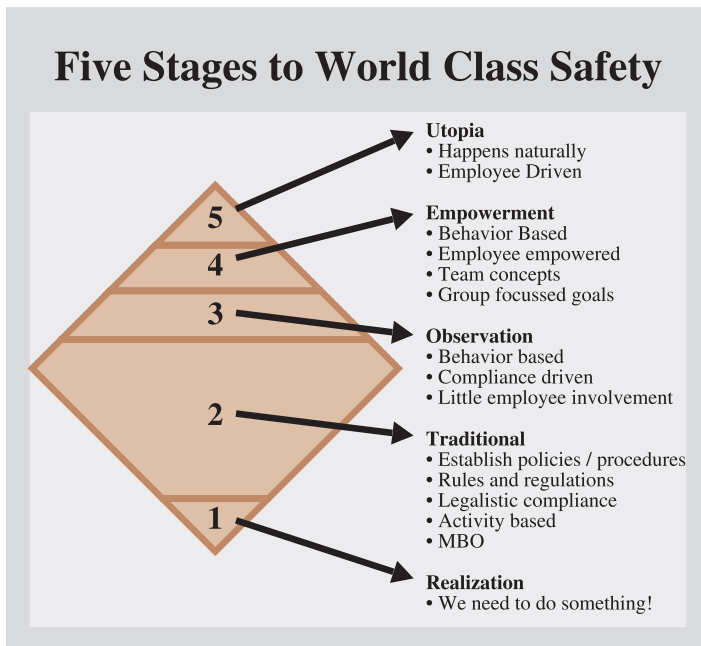 Five Stages to World Class Safety
Utopia
• Happens naturally
• Employee Driven
5
Empowerment
• Behavior Based
• Employee empowered
• Team concepts
• Group focussed goals
4
3
Observation
• Behavior based
• Compliance driven
• Little employee involvement
2
Traditional
• Establish policies / procedures
• Rules and regulations
• Legalistic compliance
• Activity based
• MBO
1
Realization
• We need to do something!